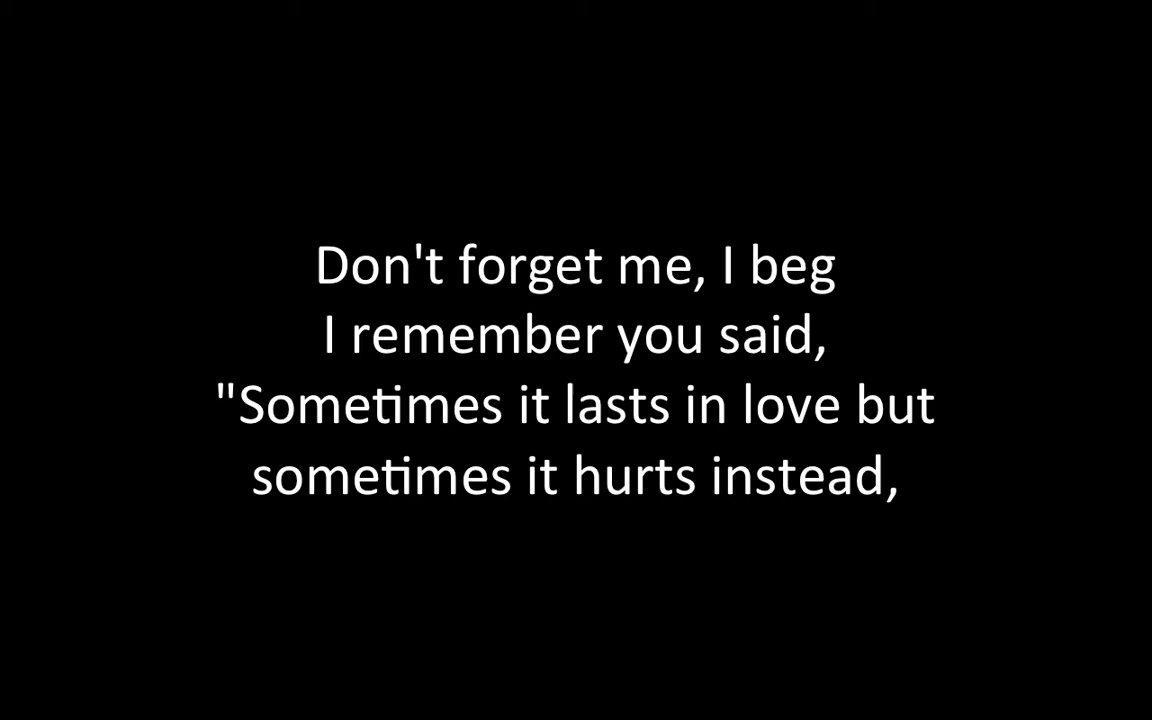 Don't forget me, I beg
I remember you said,
"Sometimes it lasts in love but
sometimes it hurts instead,